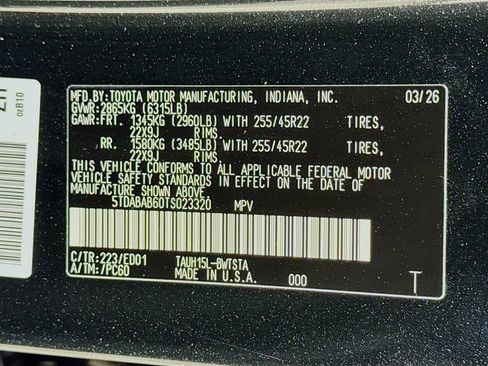 MFD.BY:TOYOTA MOTOR MANUFACTURING, INDIANA, INC. 03/26
GVWR:2865KG (6315LB)
GAWR:FRT. 1345KG (2960LB) WITH 255/45R22 TIRES,
22X9J RIMS.
RR. 1580KG (3485LB) WITH 255/45R22 TIRES,
22X9J RIMS.
THIS VEHICLE CONFORMS TO ALL APPLICABLE FEDERAL MOTOR
VEHICLE SAFETY STANDARDS IN EFFECT ON THE DATE OF
MANUFACTURE SHOWN ABOVE.
5TDABAB60TS023320 MPV
C/TR:223/ED01 TAUH15L-BWTSTA
A/TM:7PC6D MADE IN U.S.A. 000 T
0EB10